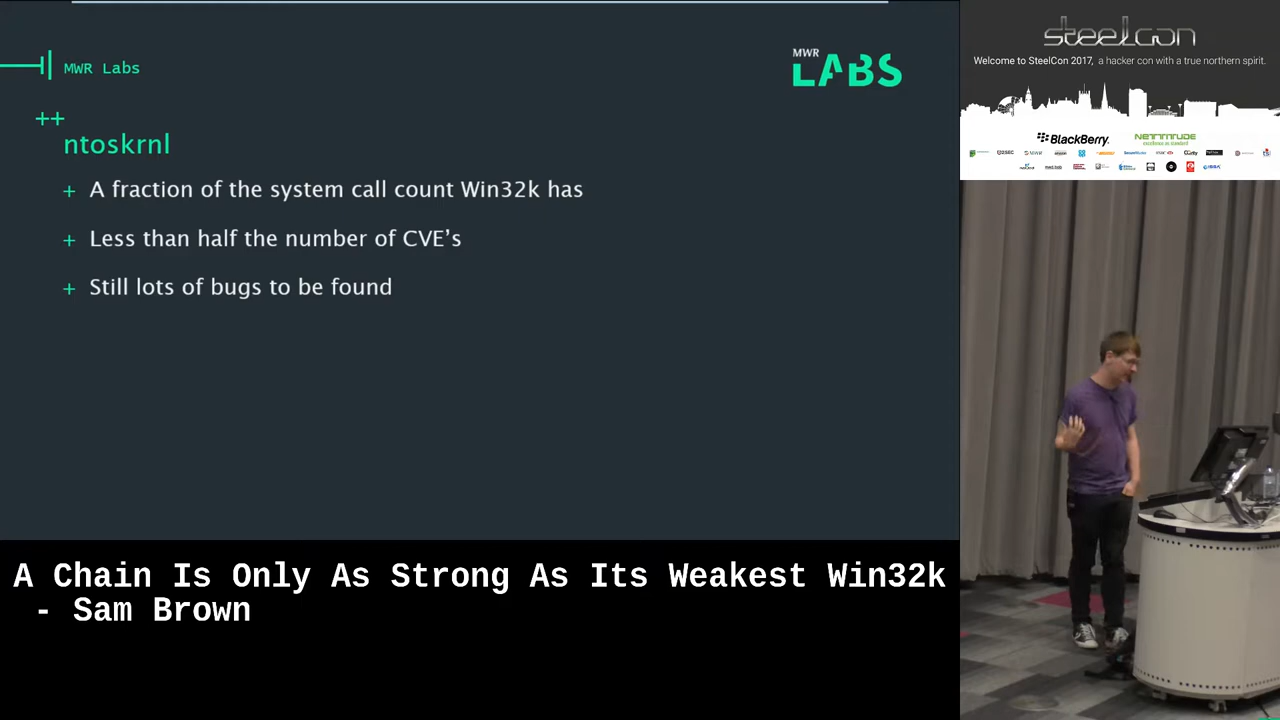 MWR Labs
MWR
LABS
++
ntoskrnl
+ A fraction of the system call count Win32k has
+ Less than half the number of CVE's
+ Still lots of bugs to be found
A Chain Is Only As Strong As Its Weakest Win32k
- Sam Brown
steelcon
Welcome to SteelCon 2017, a hacker con with a true northern spirit.
BlackBerry
NETTITUDE